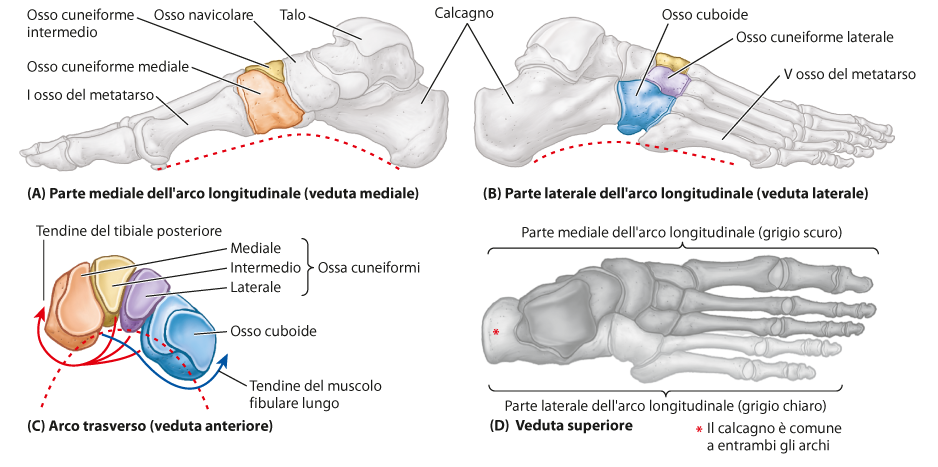 Osso cuneiforme
intermedio
Osso navicolare
Talo
Calcagno
Osso cuneiforme mediale
I osso del metatarso
(A) Parte mediale dell'arco longitudinale (veduta mediale)
Osso cuboide
Osso cuneiforme laterale
V osso del metatarso
(B) Parte laterale dell'arco longitudinale (veduta laterale)
Tendine del tibiale posteriore
Mediale
Intermedio
Laterale
Ossa cuneiformi
Osso cuboide
Tendine del muscolo
fibulare lungo
(C) Arco trasverso (veduta anteriore)
Parte mediale dell'arco longitudinale (grigio scuro)
*
Parte laterale dell'arco longitudinale (grigio chiaro)
(D) Veduta superiore
* Il calcagno è comune
a entrambi gli archi